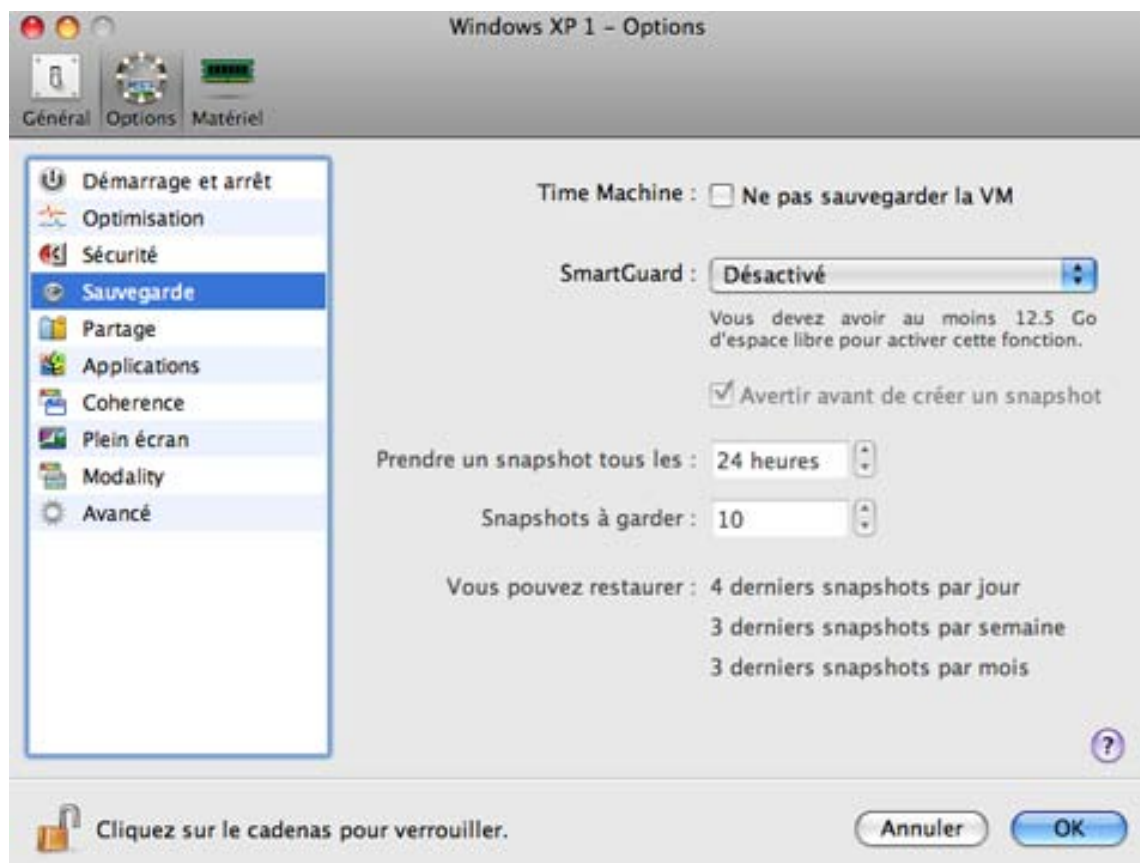 Windows XP 1 – Options
Général Options Matériel
Démarrage et arrêt
Optimisation
Sécurité
Sauvegarde
Partage
Applications
Coherence
Plein écran
Modality
Avancé
Time Machine : Ne pas sauvegarder la VM
SmartGuard : Désactivé
Vous devez avoir au moins 12.5 Go
d'espace libre pour activer cette fonction.
Avertir avant de créer un snapshot
Prendre un snapshot tous les : 24 heures
Snapshots à garder : 10
Vous pouvez restaurer : 4 derniers snapshots par jour
3 derniers snapshots par semaine
3 derniers snapshots par mois
?
Cliquez sur le cadenas pour verrouiller.
Annuler OK